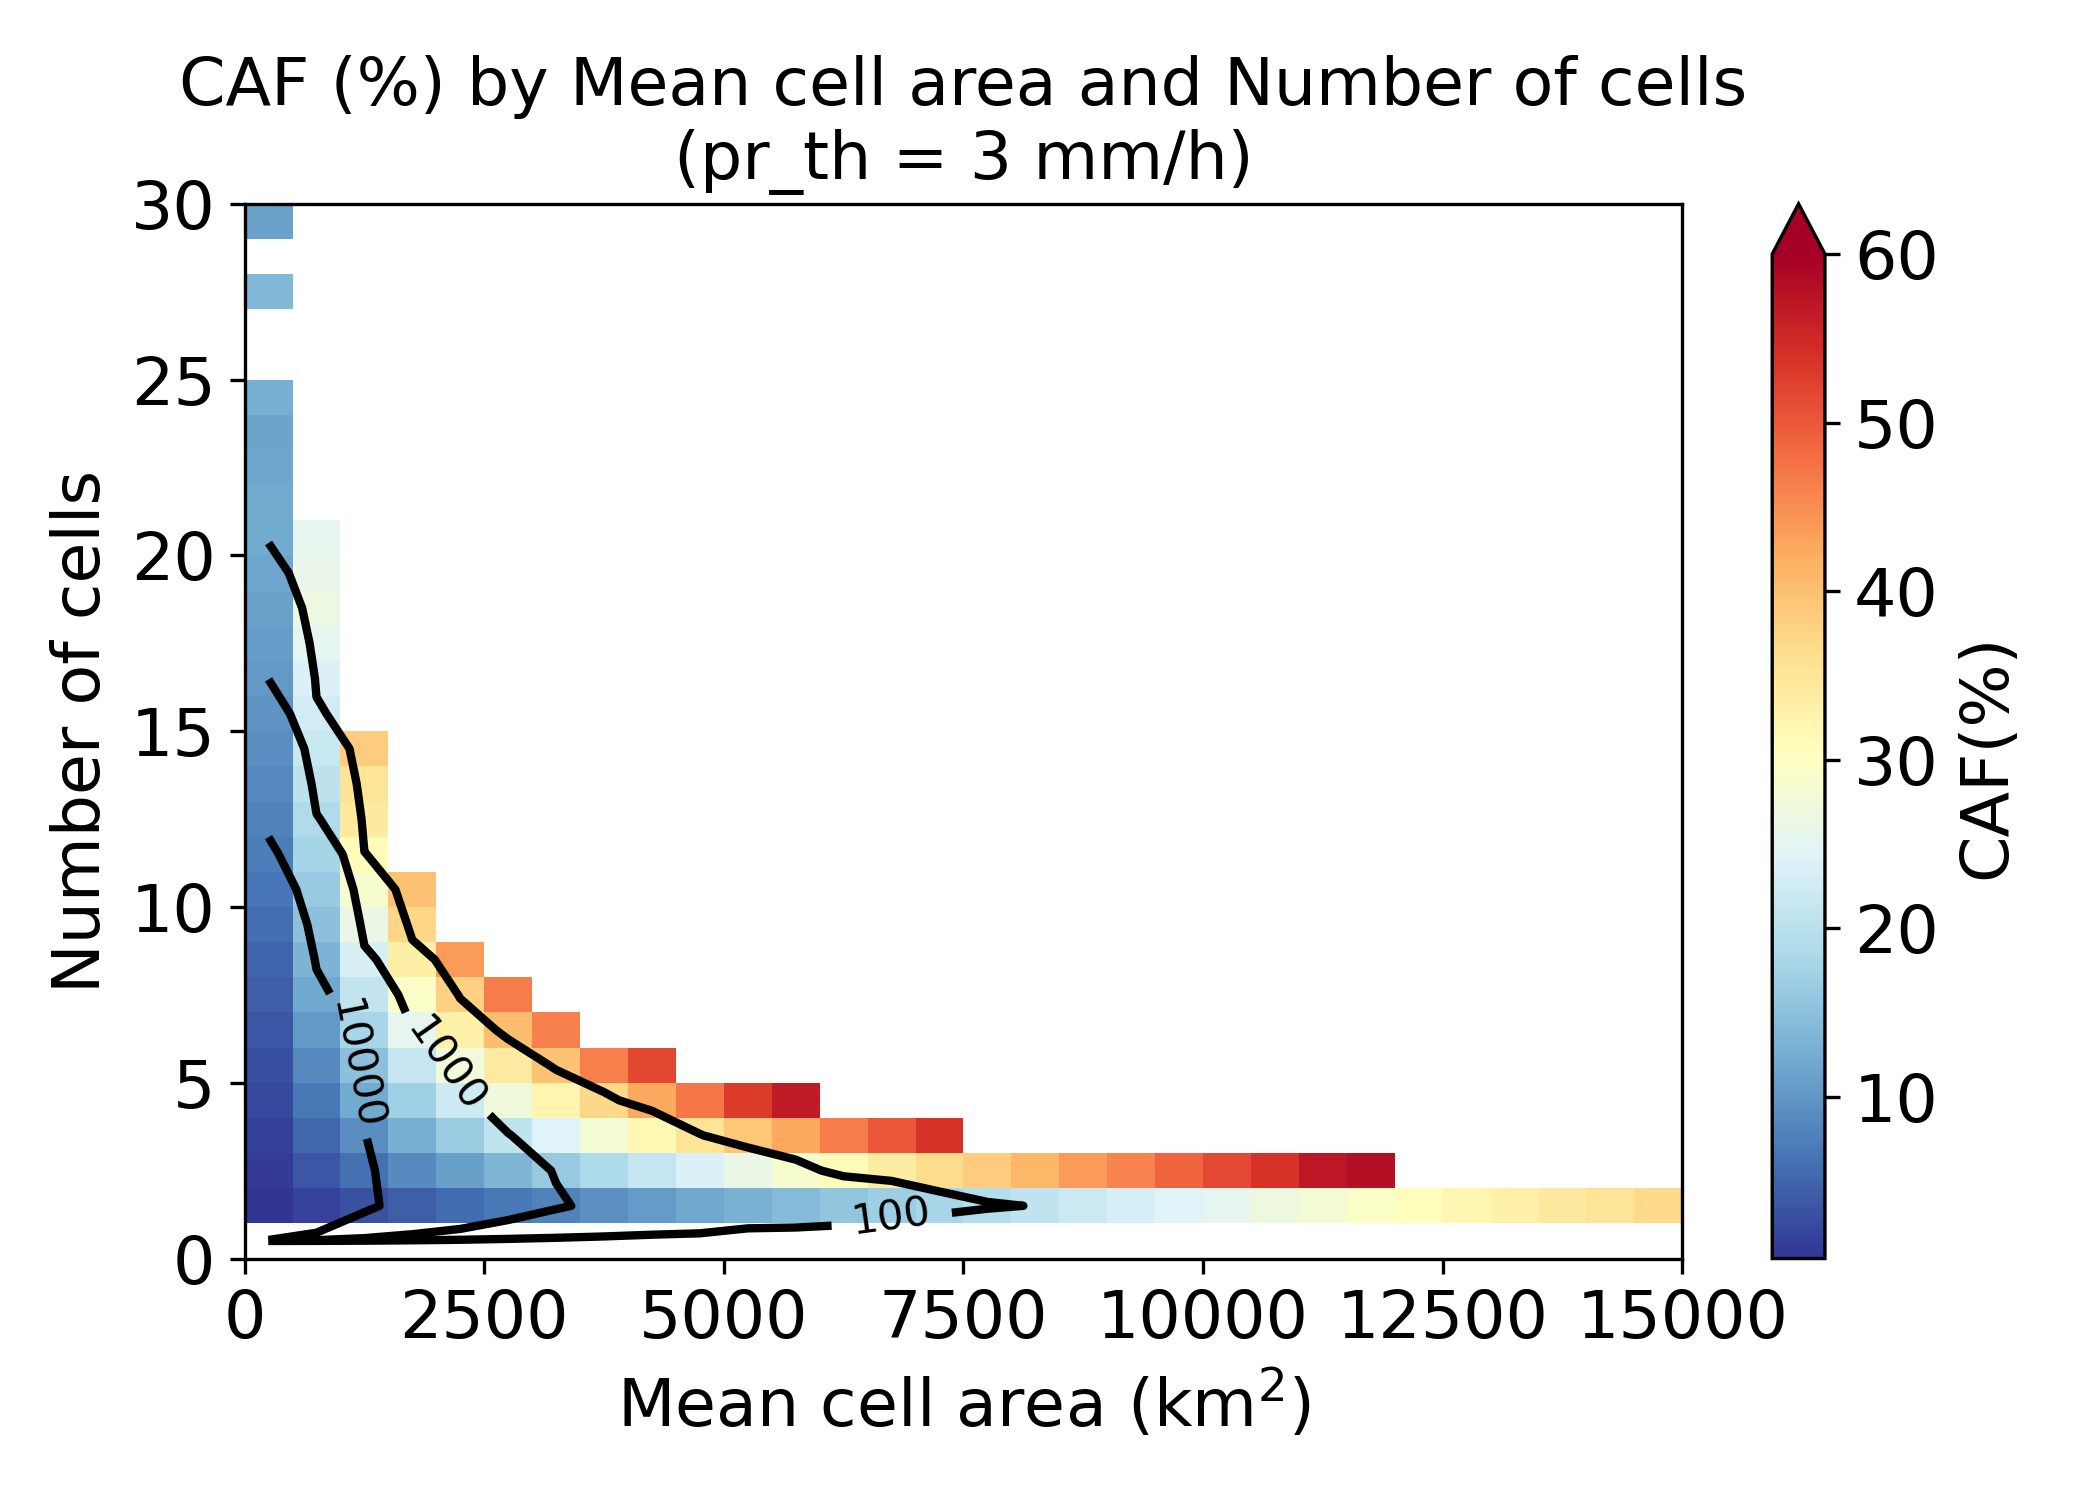 CAF (%) by Mean cell area and Number of cells
(pr_th = 3 mm/h)
30
25
20
15
10
5
0
Number of cells
10000
1000
100
0 2500 5000 7500 10000 12500 15000
Mean cell area (km²)
60
50
40
30
20
10
CAF(%)